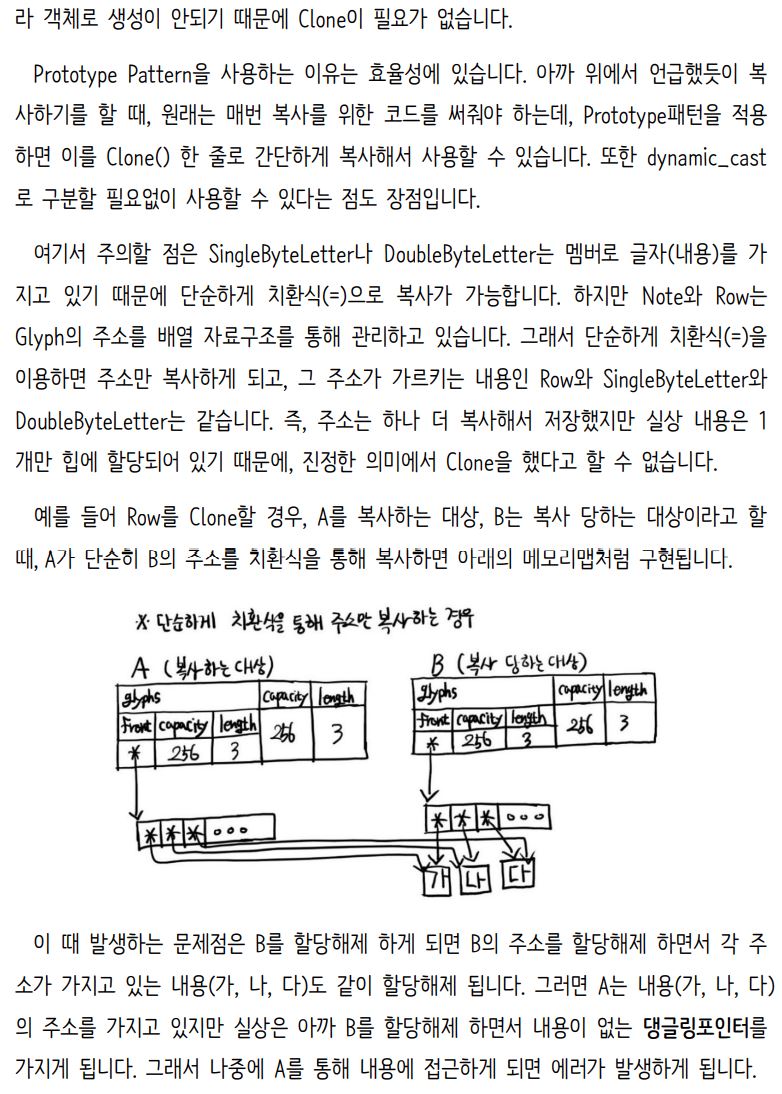 라 객체로 생성이 안되기 때문에 Clone이 필요가 없습니다.
Prototype Pattern을 사용하는 이유는 효율성에 있습니다. 아까 위에서 언급했듯이 복
사하기를 할 때, 원래는 매번 복사를 위한 코드를 써줘야 하는데, Prototype패턴을 적용
하면 이를 Clone() 한 줄로 간단하게 복사해서 사용할 수 있습니다. 또한 dynamic_cast
로 구분할 필요없이 사용할 수 있다는 점도 장점입니다.
여기서 주의할 점은 SingleByteLetter나 DoubleByteLetter는 멤버로 글자(내용)를 가
지고 있기 때문에 단순하게 치환식(=)으로 복사가 가능합니다. 하지만 Note와 Row는
Glyph의 주소를 배열 자료구조를 통해 관리하고 있습니다. 그래서 단순하게 치환식(=)을
이용하면 주소만 복사하게 되고, 그 주소가 가르키는 내용인 Row와 SingleByteLetter와
DoubleByteLetter는 같습니다. 즉, 주소는 하나 더 복사해서 저장했지만 실상 내용은 1
개만 힙에 할당되어 있기 때문에, 진정한 의미에서 Clone을 했다고 할 수 없습니다.
예를 들어 Row를 Clone할 경우, A를 복사하는 대상, B는 복사 당하는 대상이라고 할
때, A가 단순히 B의 주소를 치환식을 통해 복사하면 아래의 메모리맵처럼 구현됩니다.
※ 단순하게 치환식을 통해 주소만 복사하는 경우
A (복사하는 대상)
glyphs capacity length
front capacity length 256 3
* 256 3
* * * ○○○
B (복사 당하는 대상)
glyphs capacity length
front capacity length 256 3
* 256 3
* * * ○○○
가 나 다
이 때 발생하는 문제점은 B를 할당해제 하게 되면 B의 주소를 할당해제 하면서 각 주
소가 가지고 있는 내용(가, 나, 다)도 같이 할당해제 됩니다. 그러면 A는 내용(가, 나, 다)
의 주소를 가지고 있지만 실상은 아까 B를 할당해제 하면서 내용이 없는 댕글링포인터를
가지게 됩니다. 그래서 나중에 A를 통해 내용에 접근하게 되면 에러가 발생하게 됩니다.